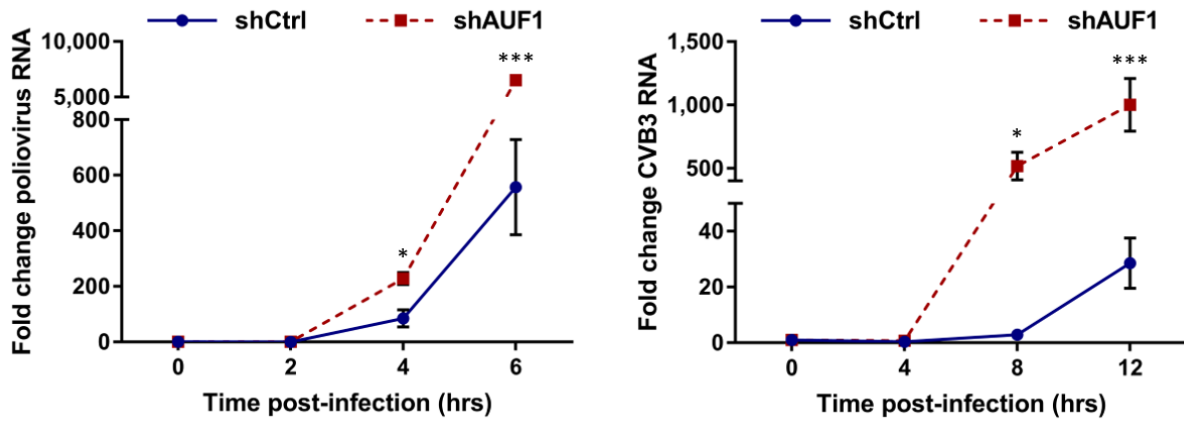 shCtrl shAUF1
Fold change poliovirus RNA
10,000
5,000
800
600
400
200
0
*
***
0 2 4 6
Time post-infection (hrs)
shCtrl shAUF1
Fold change CVB3 RNA
1,500
1,000
500
40
20
0
*
***
0 4 8 12
Time post-infection (hrs)